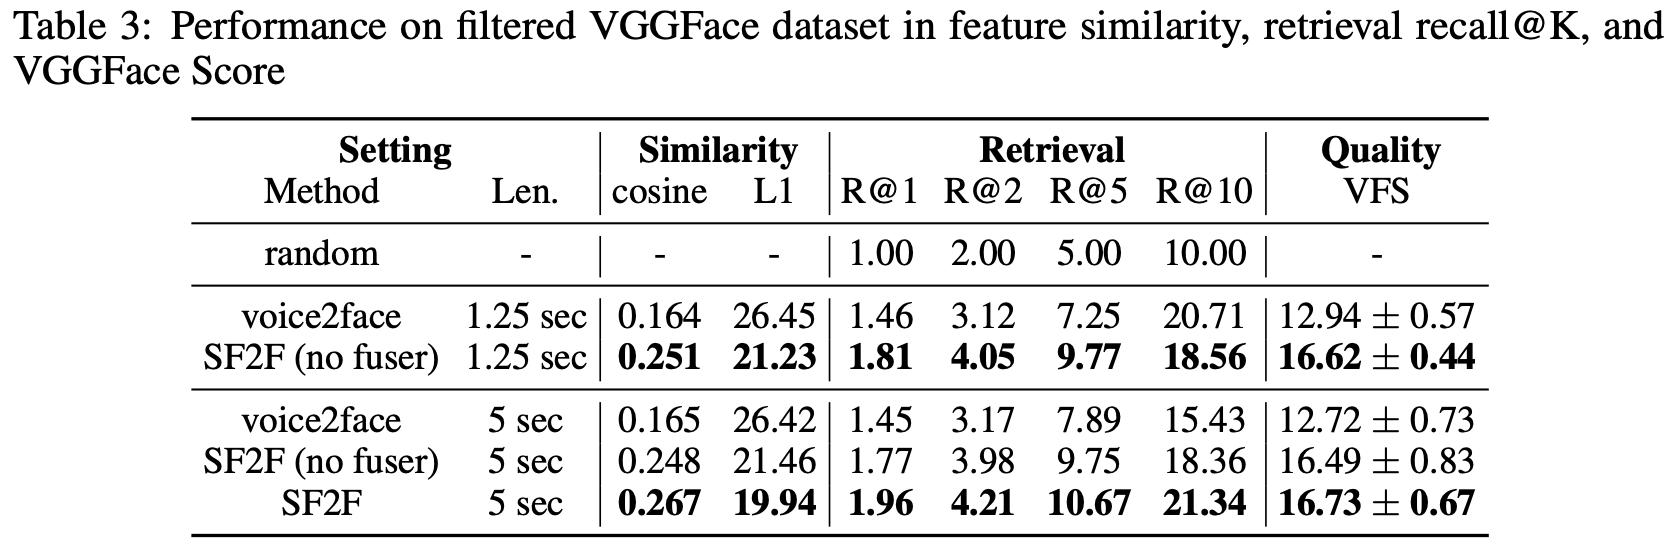 Table 3: Performance on filtered VGGFace dataset in feature similarity, retrieval recall@K, and
VGGFace Score
Setting Similarity Retrieval Quality
Method Len. cosine L1 R@1 R@2 R@5 R@10 VFS
random - - - 1.00 2.00 5.00 10.00 -
voice2face 1.25 sec 0.164 26.45 1.46 3.12 7.25 20.71 12.94 ± 0.57
SF2F (no fuser) 1.25 sec 0.251 21.23 1.81 4.05 9.77 18.56 16.62 ± 0.44
voice2face 5 sec 0.165 26.42 1.45 3.17 7.89 15.43 12.72 ± 0.73
SF2F (no fuser) 5 sec 0.248 21.46 1.77 3.98 9.75 18.36 16.49 ± 0.83
SF2F 5 sec 0.267 19.94 1.96 4.21 10.67 21.34 16.73 ± 0.67